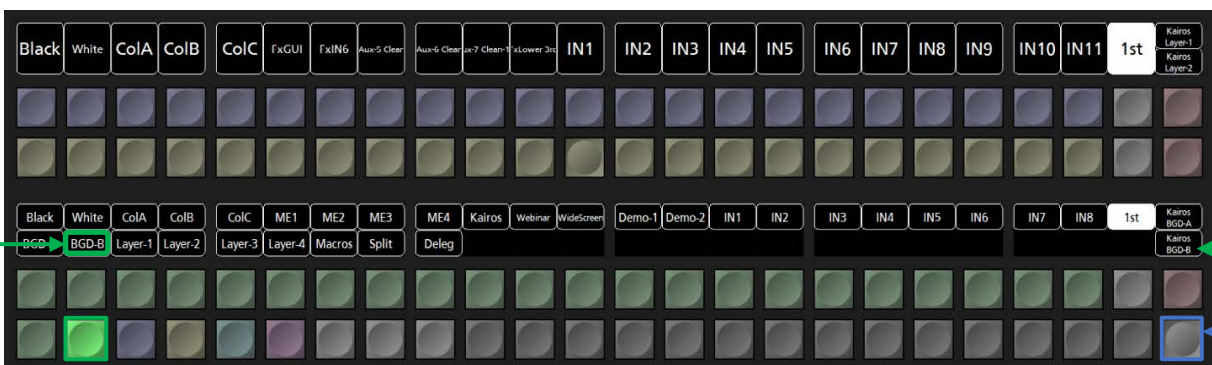 Black White ColA ColB ColC FxGUI FxIN6 Aux-5 Clear Aux-6 Clear ux-7 Clean-1 FxLower 3rd IN1 IN2 IN3 IN4 IN5 IN6 IN7 IN8 IN9 IN10 IN11 1st Kairos Layer-1
Kairos Layer-2
Black White ColA ColB ColC ME1 ME2 ME3 ME4 Kairos Webinar WideScreen Demo-1 Demo-2 IN1 IN2 IN3 IN4 IN5 IN6 IN7 IN8 1st Kairos BGD-A
BGD- BGD-B Layer-1 Layer-2 Layer-3 Layer-4 Macros Split Deleg Kairos BGD-B